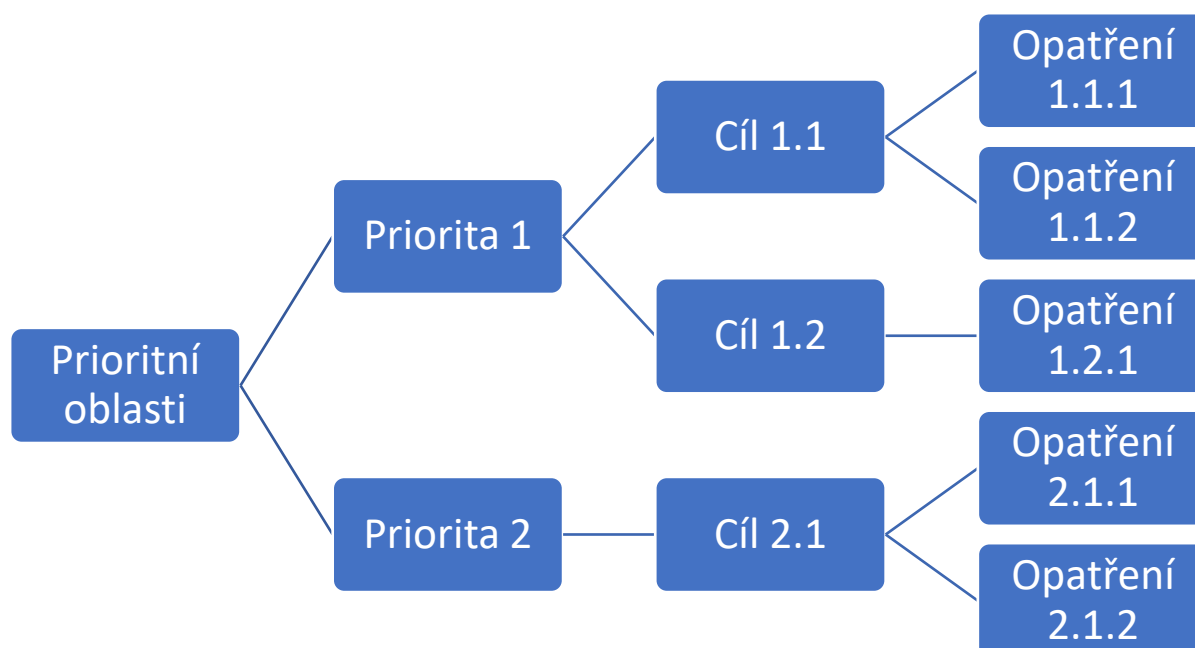 Prioritní
oblasti
Priorita 1
Cíl 1.1
Opatření
1.1.1
Opatření
1.1.2
Cíl 1.2
Opatření
1.2.1
Priorita 2
Cíl 2.1
Opatření
2.1.1
Opatření
2.1.2